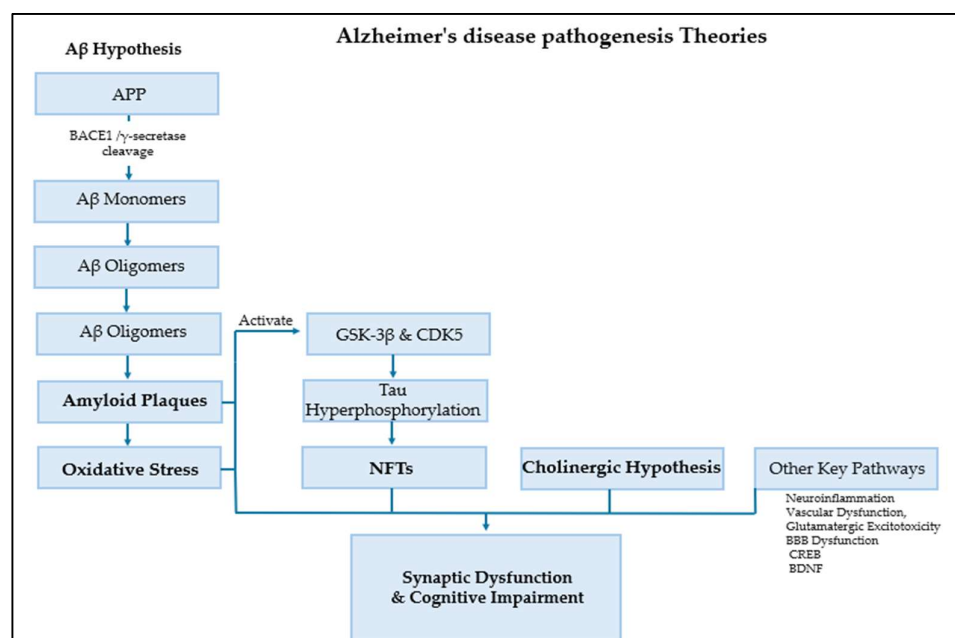 Alzheimer's disease pathogenesis Theories
Aβ Hypothesis
APP
BACE1 /γ-secretase
cleavage
Aβ Monomers
Aβ Oligomers
Aβ Oligomers
Amyloid Plaques
Oxidative Stress
Activate
GSK-3β & CDK5
Tau
Hyperphosphorylation
NFTs
Cholinergic Hypothesis
Other Key Pathways
Neuroinflammation
Vascular Dysfunction,
Glutamatergic Excitotoxicity
BBB Dysfunction
CREB
BDNF
Synaptic Dysfunction
& Cognitive Impairment